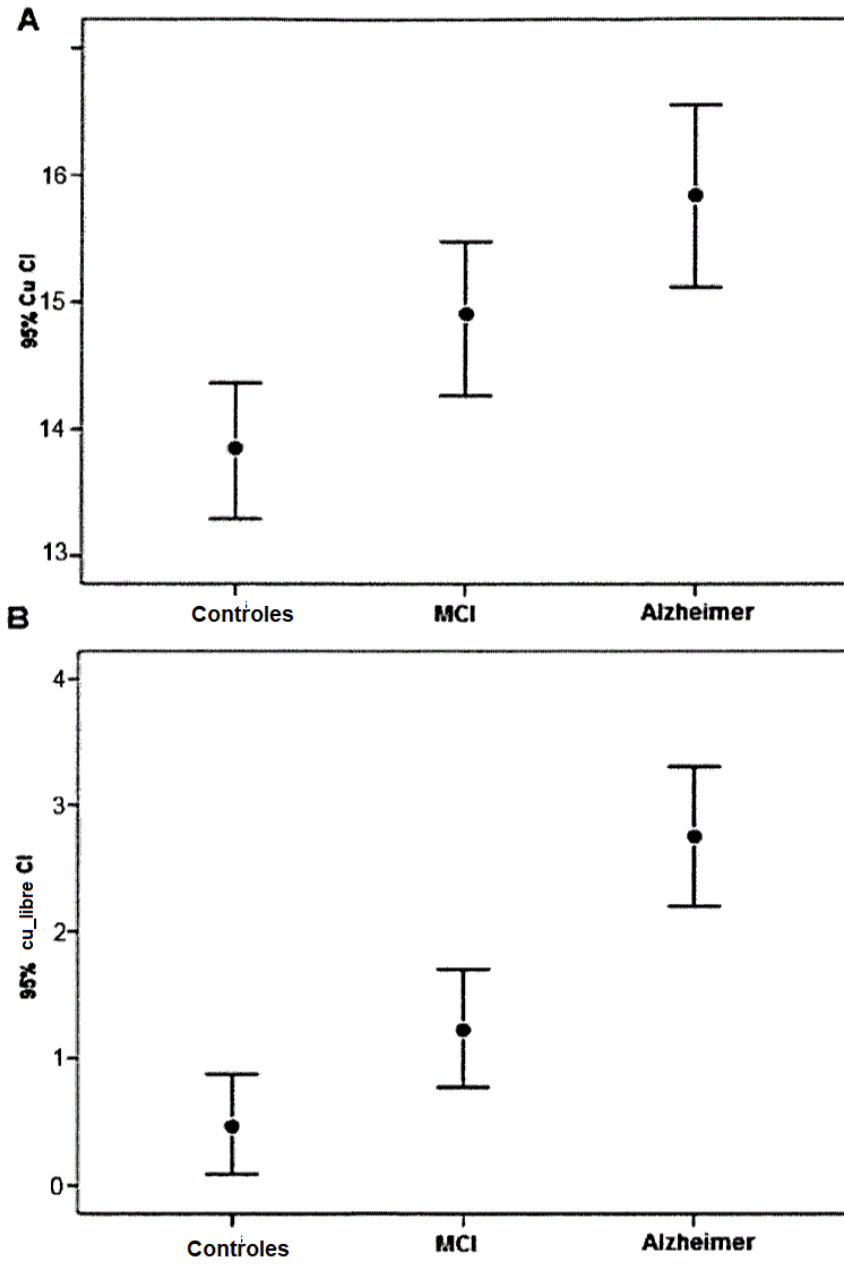 A
95% Cu CI
16
15
14
13
Controles
MCI
Alzheimer
B
95% cu_libre CI
4
3
2
1
0
Controles
MCI
Alzheimer